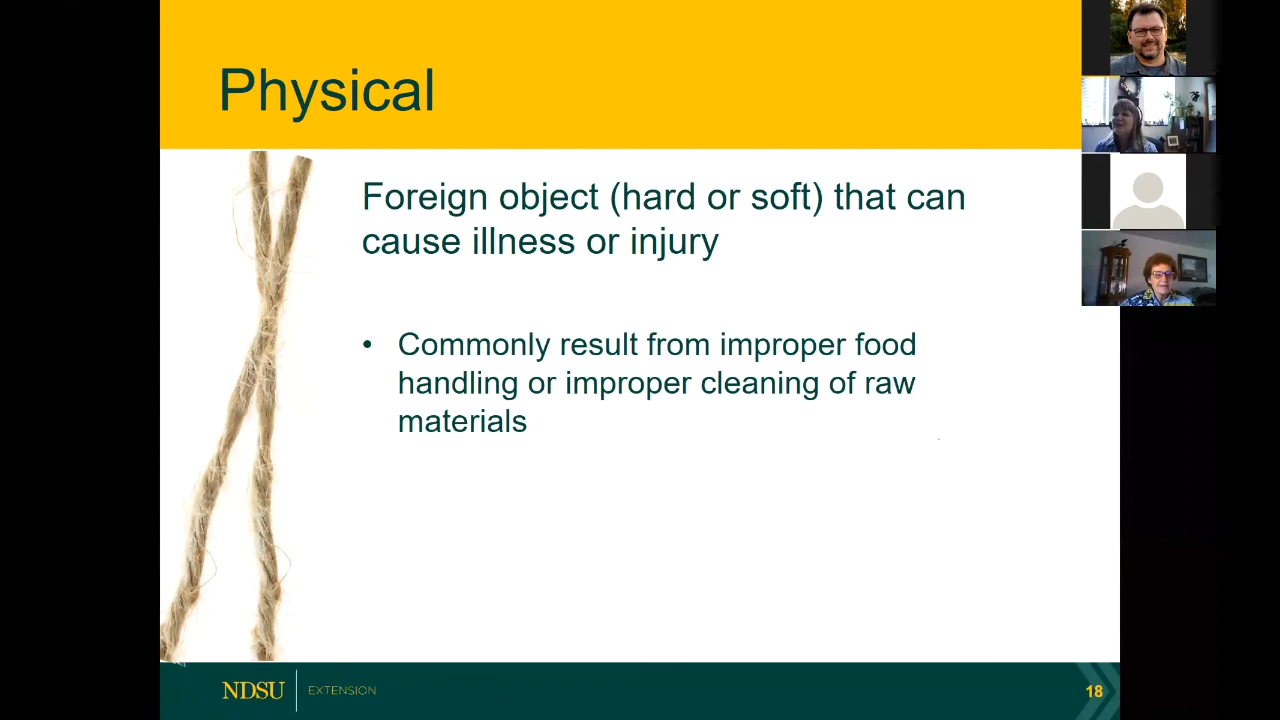 Physical
Foreign object (hard or soft) that can
cause illness or injury
• Commonly result from improper food
handling or improper cleaning of raw
materials
NDSU EXTENSION
18